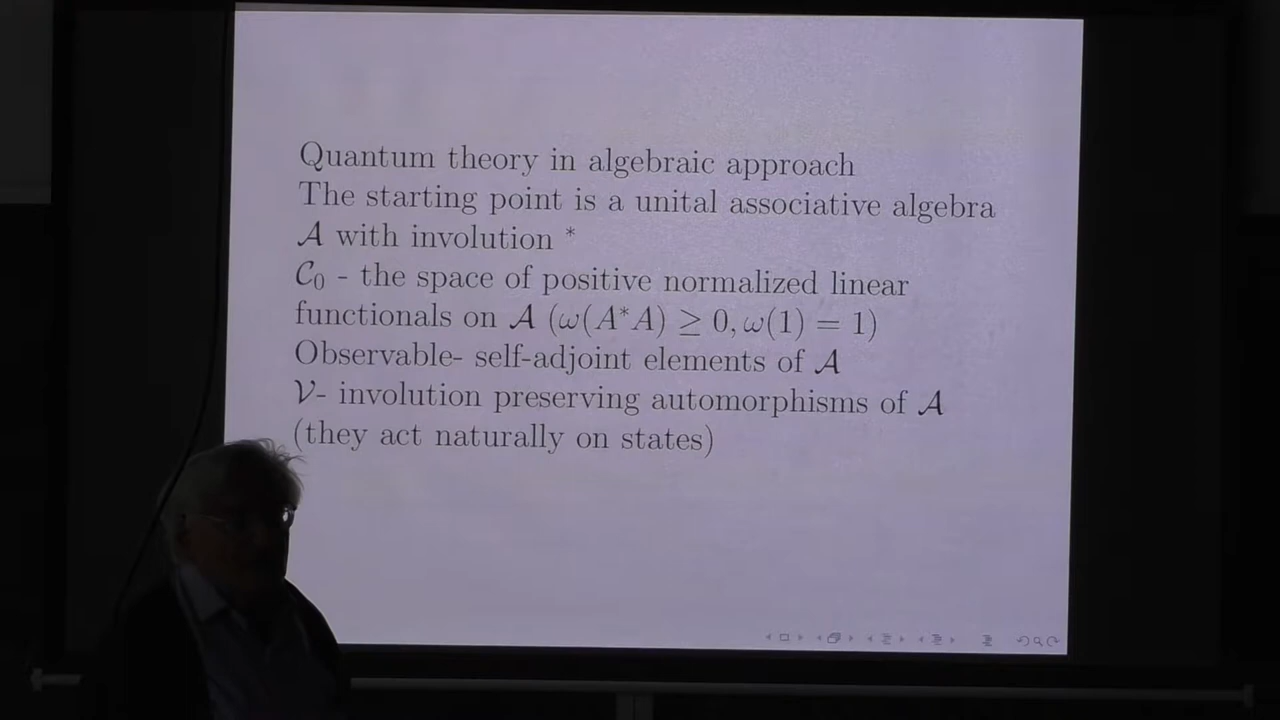 Quantum theory in algebraic approach
The starting point is a unital associative algebra
𝒜 with involution *
𝒞₀ - the space of positive normalized linear
functionals on 𝒜 (ω(A*A) ≥ 0, ω(1) = 1)
Observable- self-adjoint elements of 𝒜
𝒱- involution preserving automorphisms of 𝒜
(they act naturally on states)